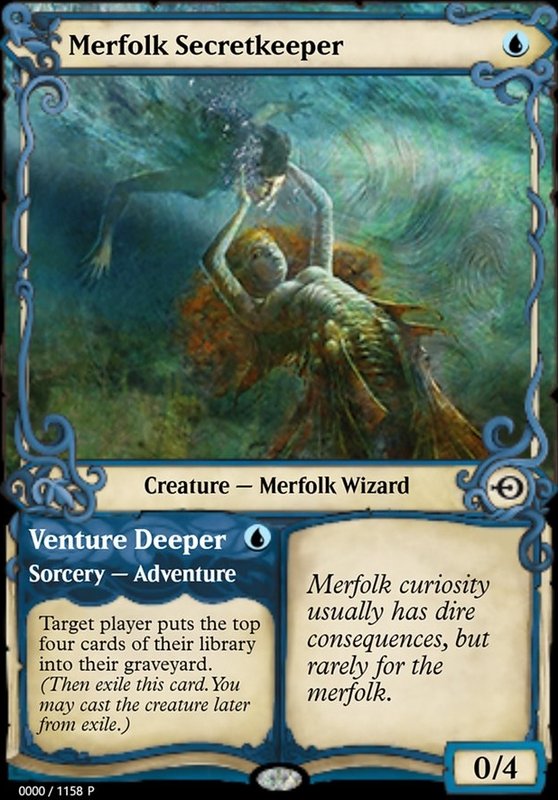 Merfolk Secretkeeper
Creature — Merfolk Wizard
Venture Deeper
Sorcery — Adventure
Target player puts the top
four cards of their library
into their graveyard.
(Then exile this card. You
may cast the creature later
from exile.)
Merfolk curiosity
usually has dire
consequences, but
rarely for the
merfolk.
0/4
0000 / 1158 P